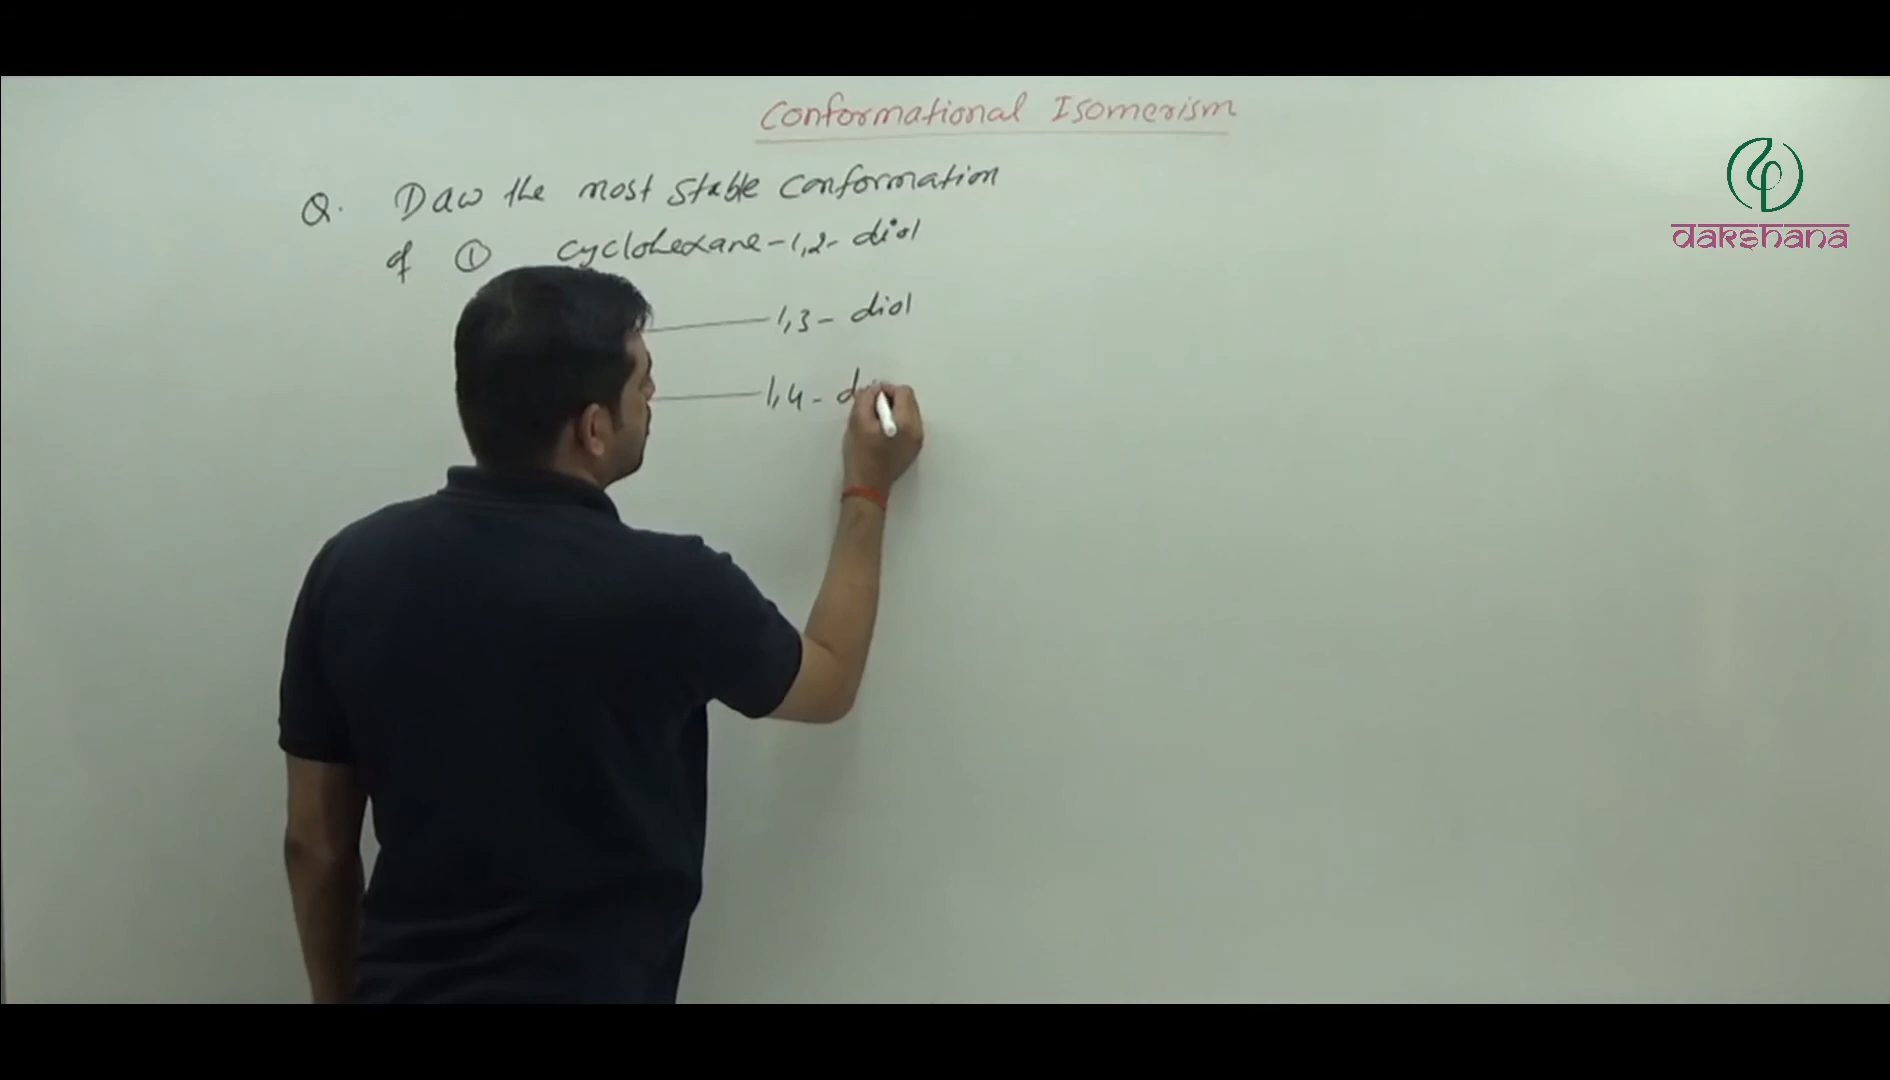 Conformational Isomerism
Q. Daw the most stable conformation
of ① cyclohexane-1,2-diol
1,3-diol
1,4-
dakshana